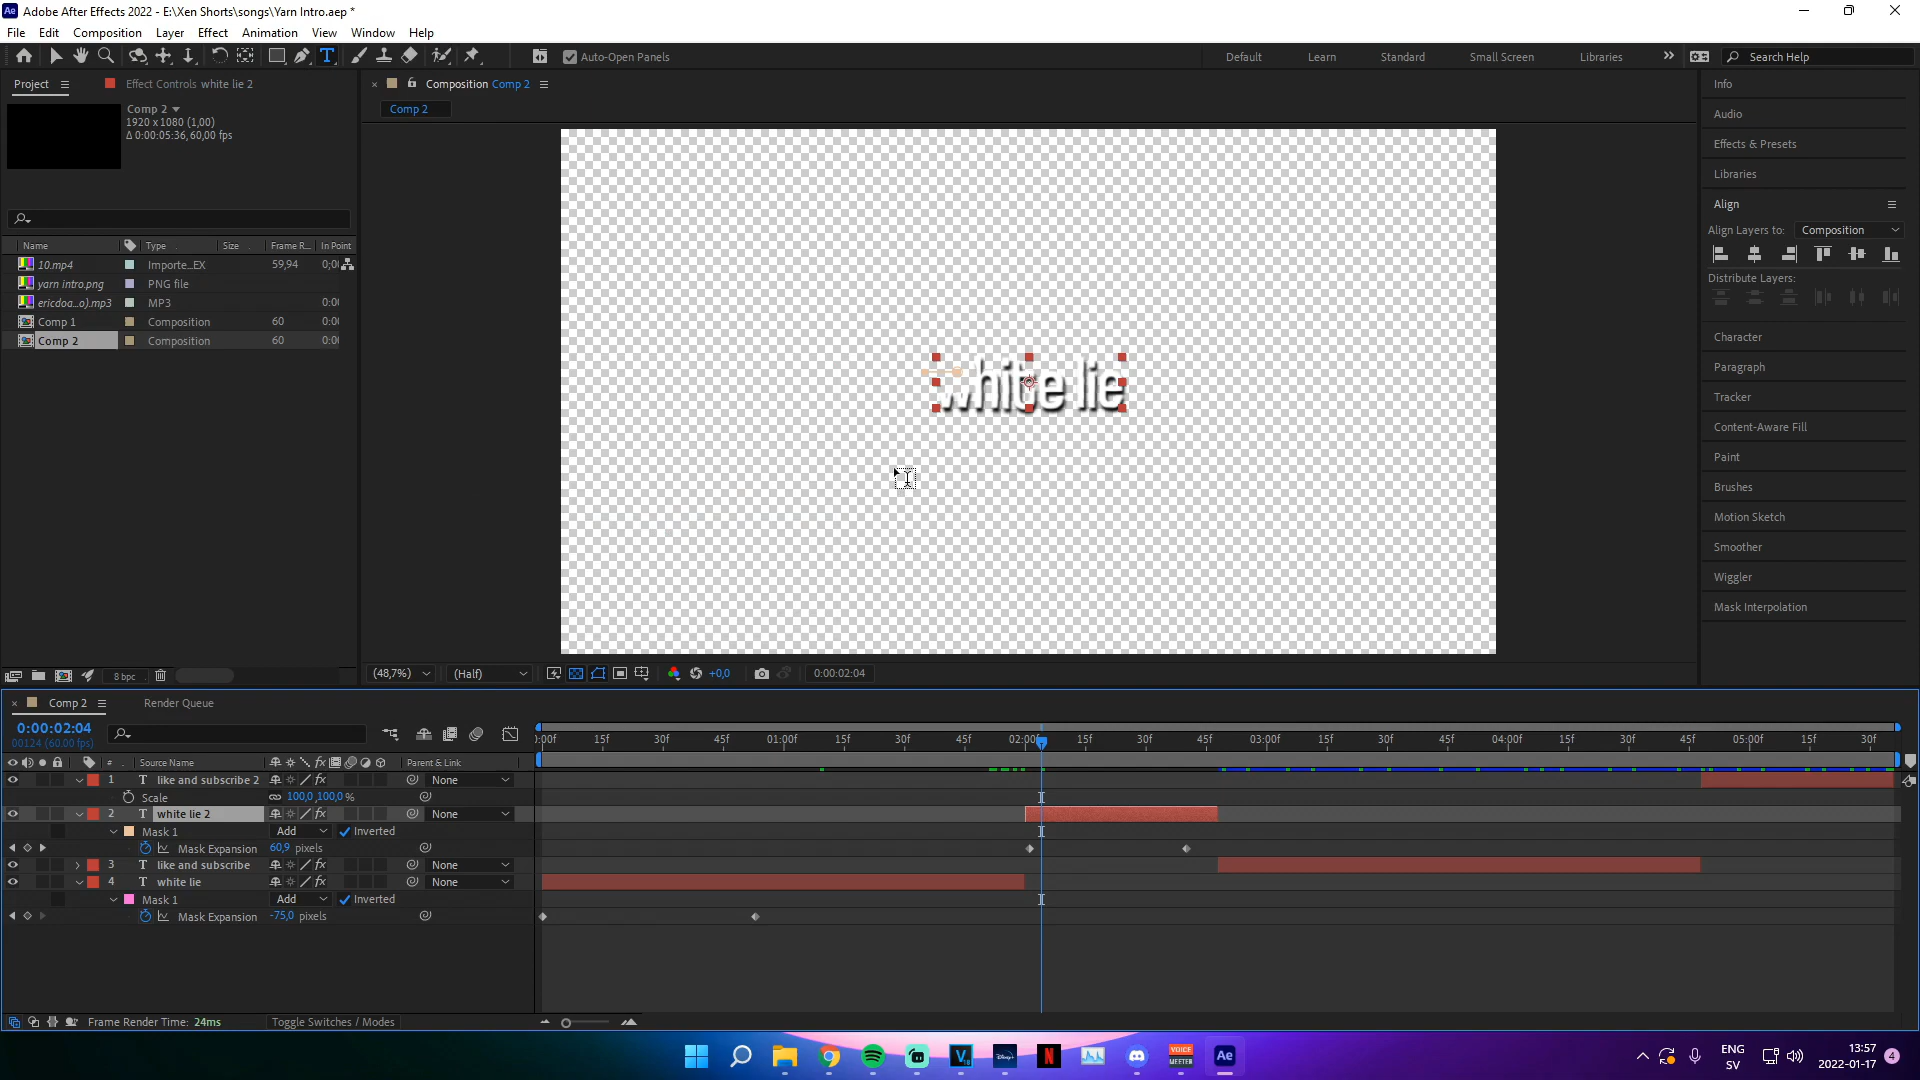 Adobe After Effects 2022 - E:\Xen Shorts\songs\Yarn Intro.aep *
File Edit Composition Layer Effect Animation View Window Help
Auto-Open Panels
Default Learn Standard Small Screen Libraries
Search Help
Project
Effect Controls white lie 2
Comp 2
1920 x 1080 (1,00)
Δ 0:00:05:36, 60,00 fps
Name Type Size Frame R... In Point
10.mp4 Importe...EX 59,94
yarn intro.png PNG file
ericdoa...o).mp3 MP3
Comp 1 Composition 60
Comp 2 Composition 60
8 bpc
Composition Comp 2
Comp 2
white lie
(48,7%) (Half) +0,0 0:00:02:04
Info
Audio
Effects & Presets
Libraries
Align
Align Layers to: Composition
Distribute Layers:
Character
Paragraph
Tracker
Content-Aware Fill
Paint
Brushes
Motion Sketch
Smoother
Wiggler
Mask Interpolation
Comp 2 Render Queue
0:00:02:04
00124 (60.00 fps)
:00f 15f 30f 45f 01:00f 15f 30f 45f 02:00f 15f 30f 45f 03:00f 15f 30f 45f 04:00f 15f 30f 45f 05:00f 15f 30f
# Source Name Parent & Link
1 T like and subscribe 2 None
Scale 100,0,100,0%
2 T white lie 2 None
Mask 1 Add Inverted
Mask Expansion 60,9 pixels
3 T like and subscribe None
4 T white lie None
Mask 1 Add Inverted
Mask Expansion -75,0 pixels
Frame Render Time: 24ms Toggle Switches / Modes
Disney+
N
VOICE MEETER
Ae
ENG
SV
13:57
2022-01-17
4